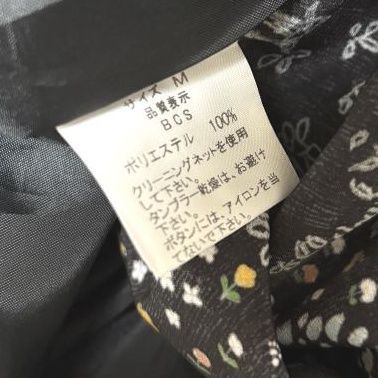 サイズ M
品質表示
BCS
ポリエステル 100%
クリーニングネットを使用
して下さい。
タンブラー乾燥は、お避け
下さい。
ボタンには、アイロンを当
てないで下さい。